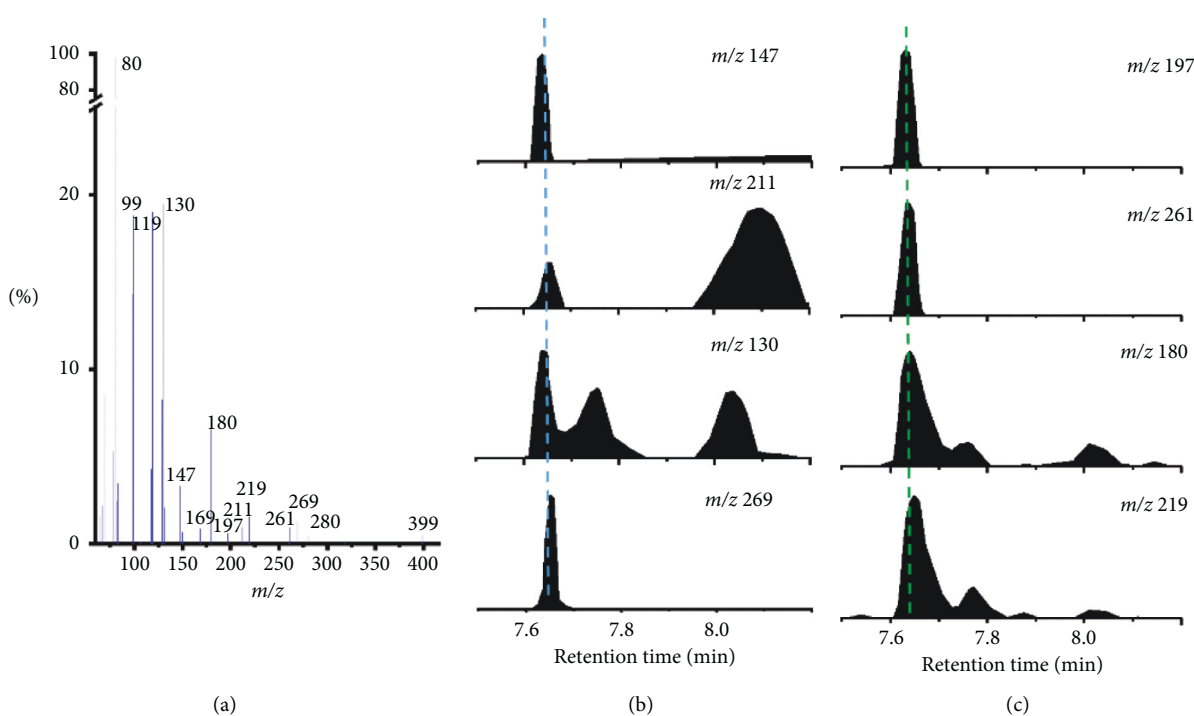 100
80
20
10
0
(%)
80
99
119
130
180
147
219
169
211
197
261
269
280
399
100 150 200 250 300 350 400
m/z
(a)
m/z 147
m/z 211
m/z 130
m/z 269
7.6 7.8 8.0
Retention time (min)
(b)
m/z 197
m/z 261
m/z 180
m/z 219
7.6 7.8 8.0
Retention time (min)
(c)